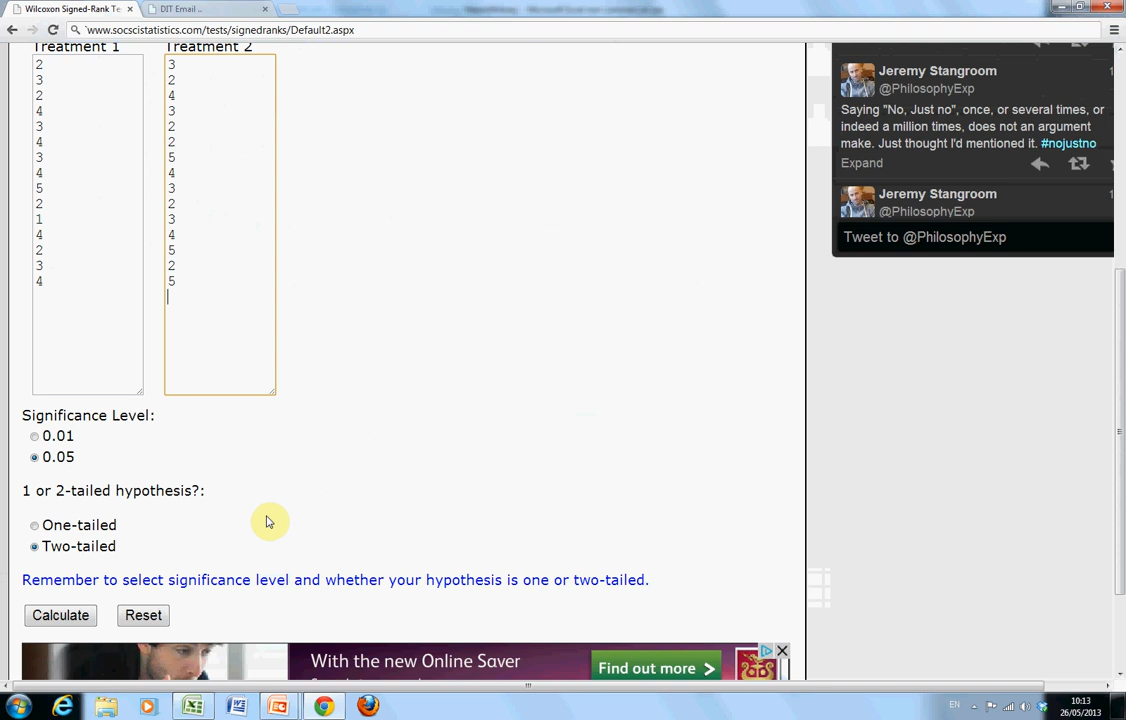 Wilcoxon Signed-Rank Te
DIT Email ..
`www.socscistatistics.com/tests/signedranks/Default2.aspx
Treatment 1 Treatment 2
2 3
3 2
2 4
4 3
3 2
4 2
3 5
4 4
5 3
2 2
1 3
4 4
2 5
3 2
4 5
Significance Level:
0.01
0.05
1 or 2-tailed hypothesis?:
One-tailed
Two-tailed
Remember to select significance level and whether your hypothesis is one or two-tailed.
Calculate Reset
With the new Online Saver
Find out more >
Jeremy Stangroom
@PhilosophyExp
Saying "No, Just no", once, or several times, or
indeed a million times, does not an argument
make. Just thought I'd mentioned it. #nojustno
Expand
Jeremy Stangroom
@PhilosophyExp
Tweet to @PhilosophyExp
EN
10:13
26/05/2013